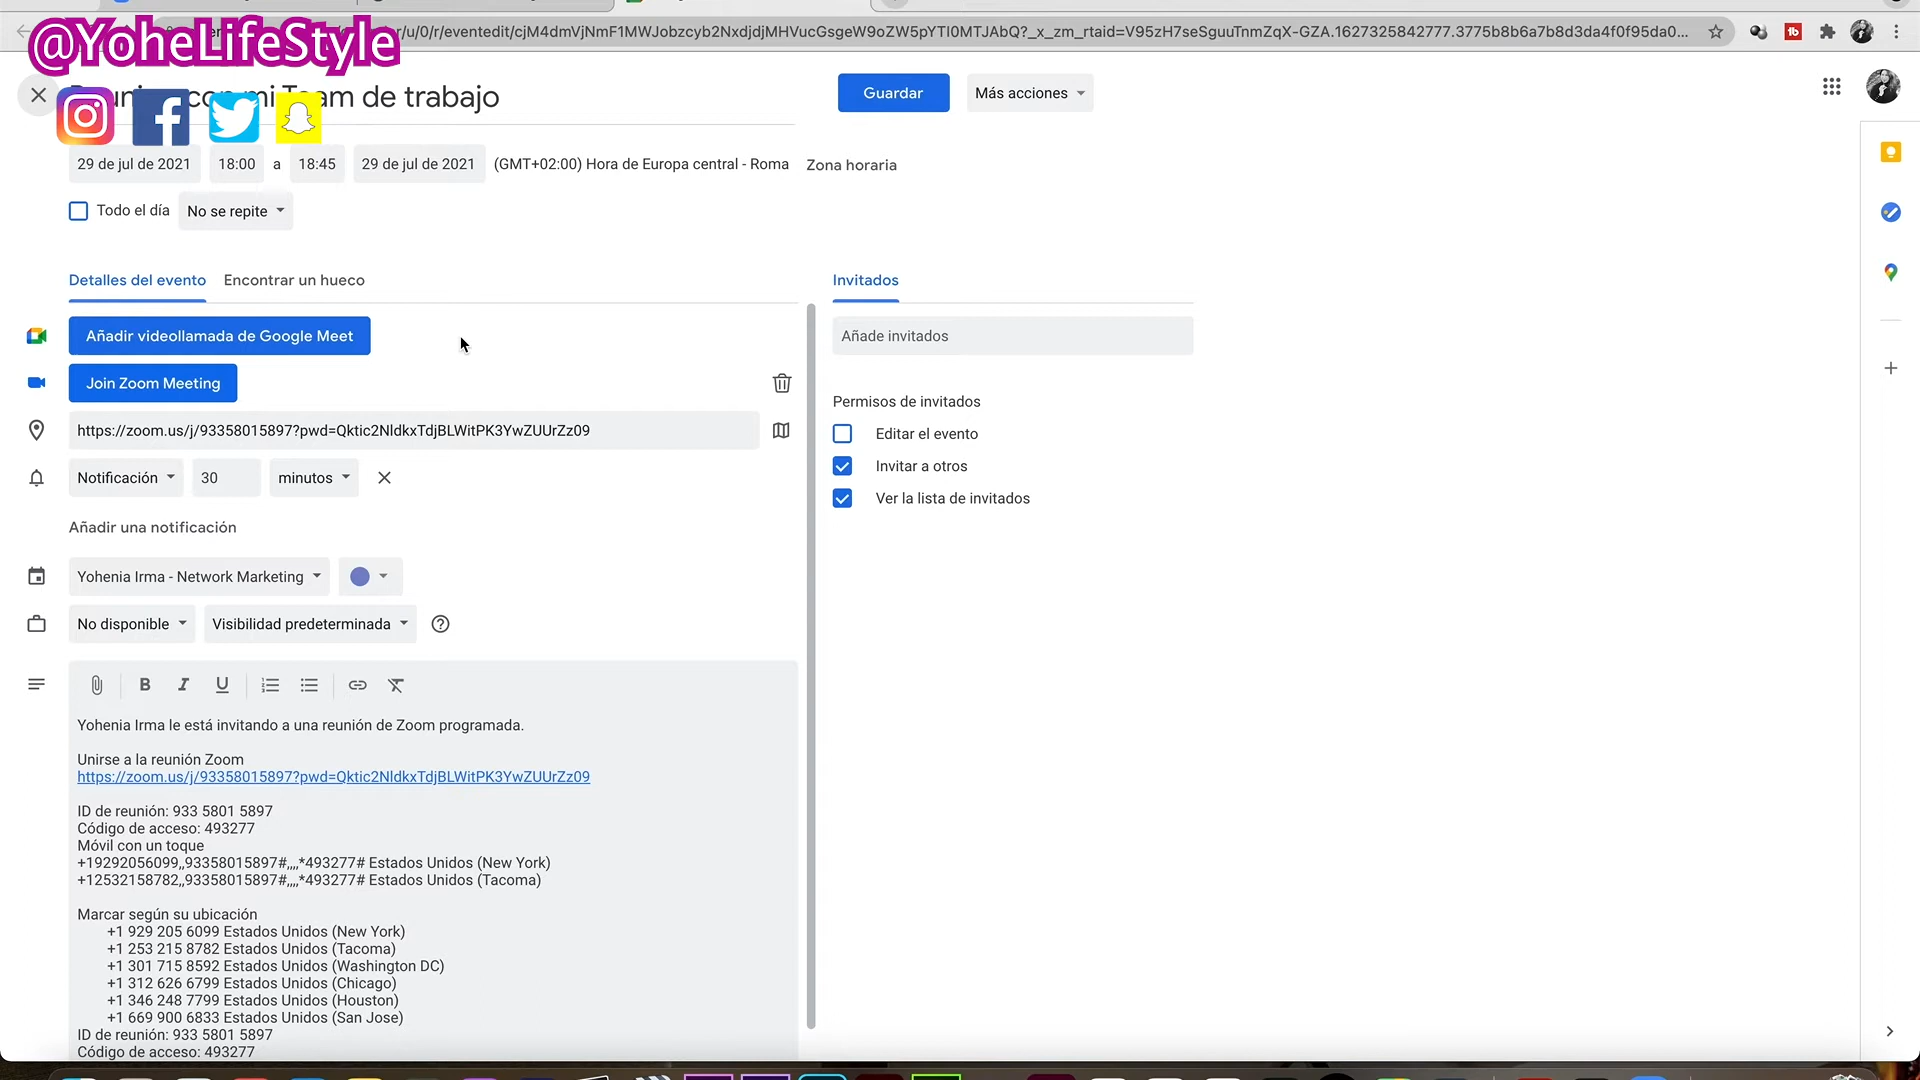 @YoheLifeStyle
/u/0/r/eventedit/cjM4dmVjNmF1MWJobzcyb2NxdjdjMHVucGsgeW9oZW5pYTI0MTJAbQ?_x_zm_rtaid=V95zH7seSguuTnmZqX-GZA.1627325842777.3775b8b6a7b8d3da4f0f95da0...
con mi Team de trabajo
Guardar
Más acciones
29 de jul de 2021
18:00
a
18:45
29 de jul de 2021
(GMT+02:00) Hora de Europa central - Roma
Zona horaria
Todo el día
No se repite
Detalles del evento
Encontrar un hueco
Invitados
Añadir videollamada de Google Meet
Añade invitados
Join Zoom Meeting
Permisos de invitados
https://zoom.us/j/93358015897?pwd=Qktic2NldkxTdjBLWitPK3YwZUUrZz09
Editar el evento
Invitar a otros
Notificación
30
minutos
Ver la lista de invitados
Añadir una notificación
Yohenia Irma - Network Marketing
No disponible
Visibilidad predeterminada
Yohenia Irma le está invitando a una reunión de Zoom programada.
Unirse a la reunión Zoom
https://zoom.us/j/93358015897?pwd=Qktic2NldkxTdjBLWitPK3YwZUUrZz09
ID de reunión: 933 5801 5897
Código de acceso: 493277
Móvil con un toque
+19292056099,,93358015897#,,,,*493277# Estados Unidos (New York)
+12532158782,,93358015897#,,,,*493277# Estados Unidos (Tacoma)
Marcar según su ubicación
+1 929 205 6099 Estados Unidos (New York)
+1 253 215 8782 Estados Unidos (Tacoma)
+1 301 715 8592 Estados Unidos (Washington DC)
+1 312 626 6799 Estados Unidos (Chicago)
+1 346 248 7799 Estados Unidos (Houston)
+1 669 900 6833 Estados Unidos (San Jose)
ID de reunión: 933 5801 5897
Código de acceso: 493277